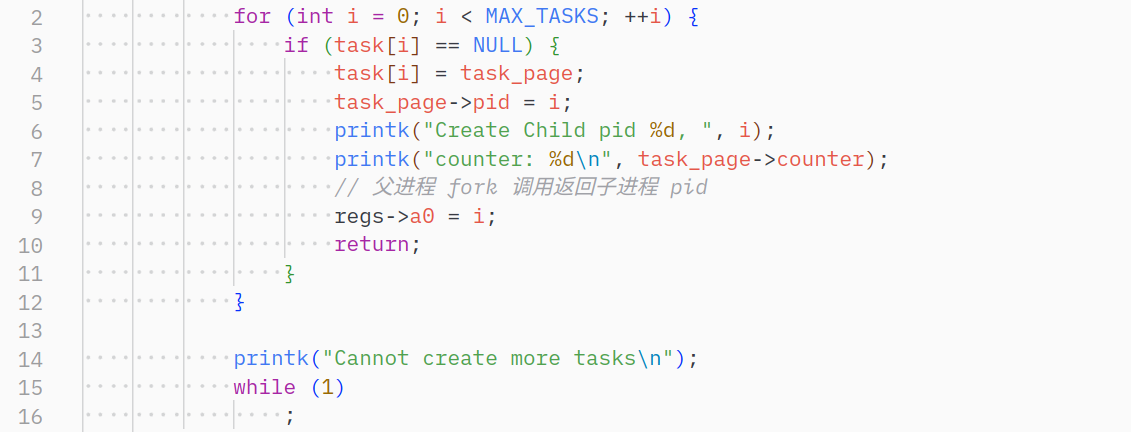 2 for (int i = 0; i < MAX_TASKS; ++i) {
3 if (task[i] == NULL) {
4 task[i] = task_page;
5 task_page->pid = i;
6 printk("Create Child pid %d, ", i);
7 printk("counter: %d\n", task_page->counter);
8 // 父进程 fork 调用返回子进程 pid
9 regs->a0 = i;
10 return;
11 }
12 }
13
14 printk("Cannot create more tasks\n");
15 while (1)
16 ;